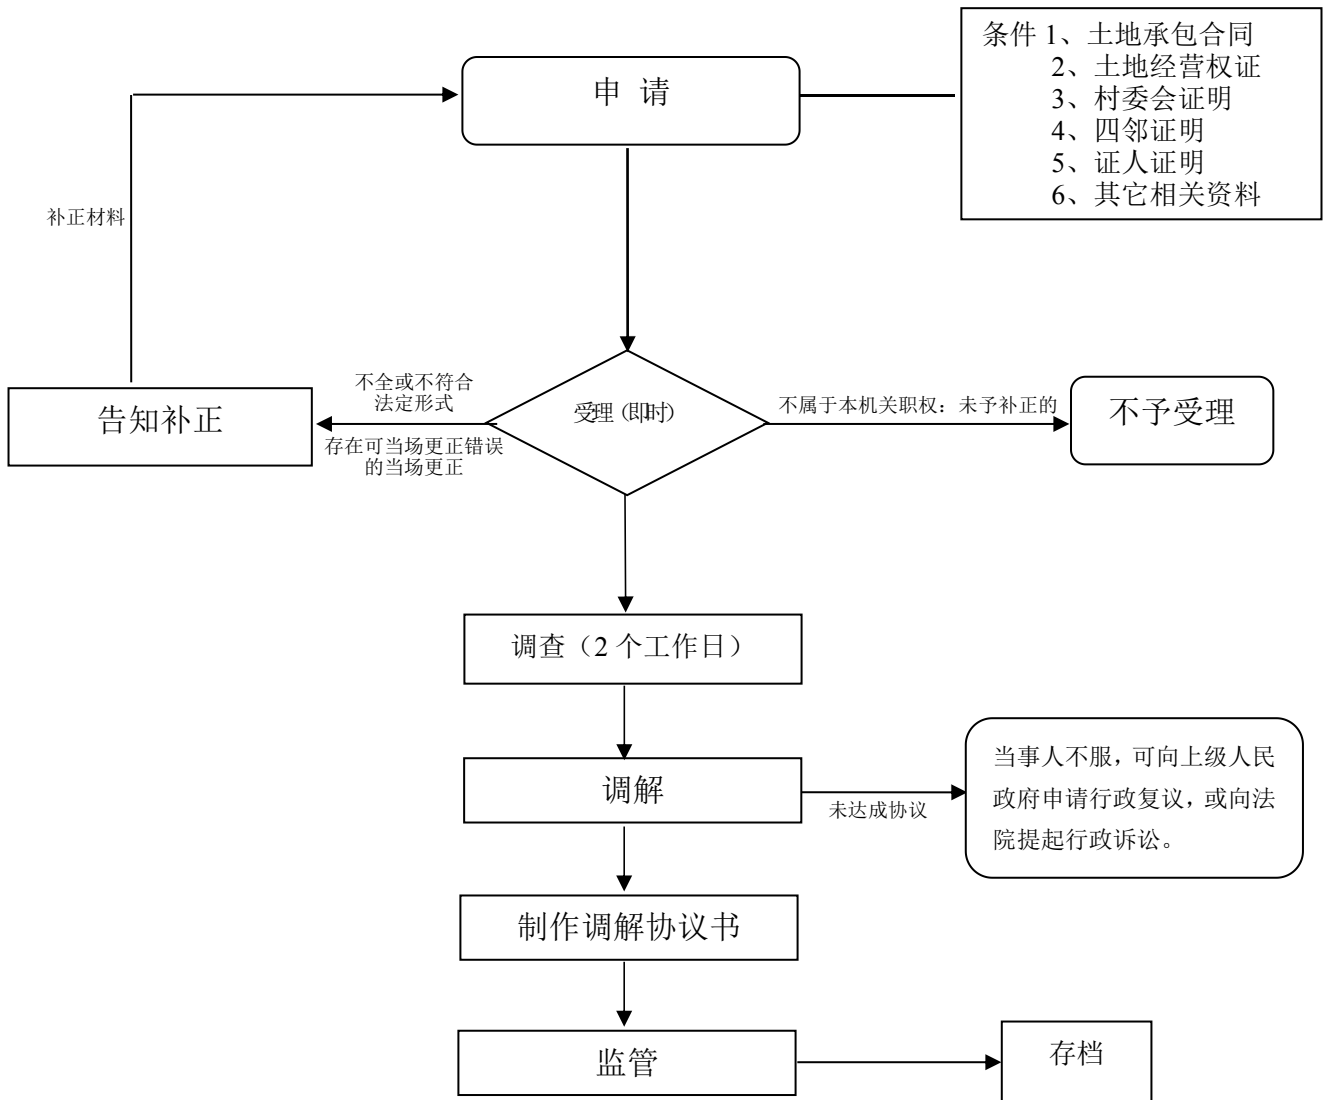 申 请
条件 1、土地承包合同
2、土地经营权证
3、村委会证明
4、四邻证明
5、证人证明
6、其它相关资料
补正材料
告知补正
不全或不符合
法定形式
存在可当场更正错误
的当场更正
受理（即时）
不属于本机关职权：未予补正的
不予受理
调查（2 个工作日）
调解
未达成协议
当事人不服，可向上级人民
政府申请行政复议，或向法
院提起行政诉讼。
制作调解协议书
监管
存档